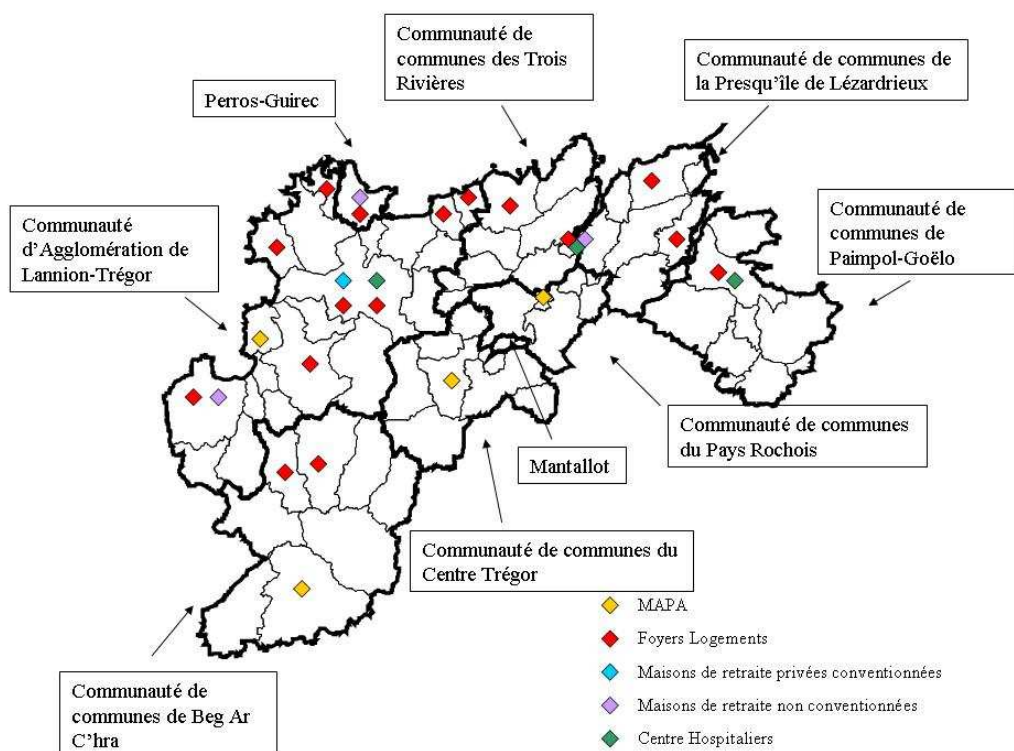 Communauté de
communes des Trois
Rivières
Communauté de communes de
la Presqu'île de Lézardrieux
Perros-Guirec
Communauté
d'Agglomération de
Lannion-Trégor
Communauté de
communes de
Paimpol-Goëlo
Communauté de communes
du Pays Rochois
Mantallot
Communauté de communes du
Centre Trégor
Communauté de
communes de Beg Ar
C'hra
MAPA
Foyers Logements
Maisons de retraite privées conventionnées
Maisons de retraite non conventionnées
Centre Hospitaliers